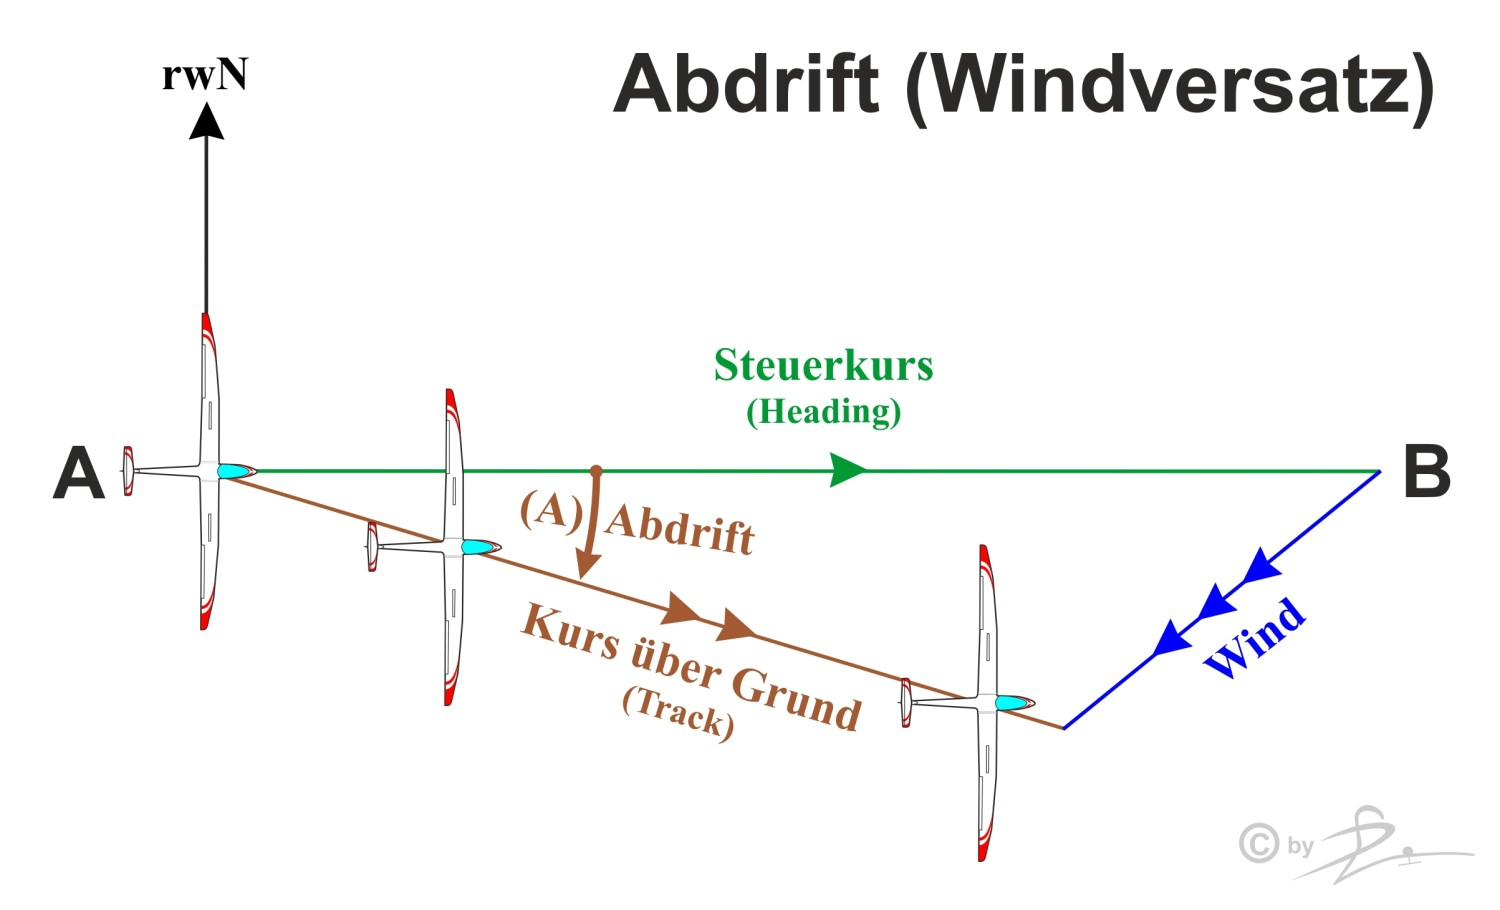 Abdrift (Windversatz)
rwN
Steuerkurs
(Heading)
A
B
(A) Abdrift
Kurs über Grund
(Track)
Wind
© by